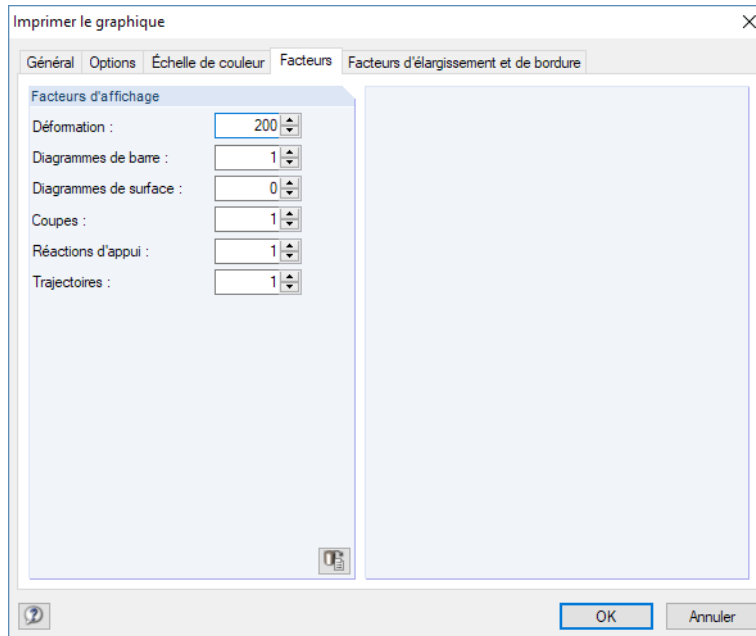 Imprimer le graphique
Général Options Échelle de couleur Facteurs Facteurs d'élargissement et de bordure
Facteurs d'affichage
Déformation : 200
Diagrammes de barre : 1
Diagrammes de surface : 0
Coupes : 1
Réactions d'appui : 1
Trajectoires : 1
OK Annuler